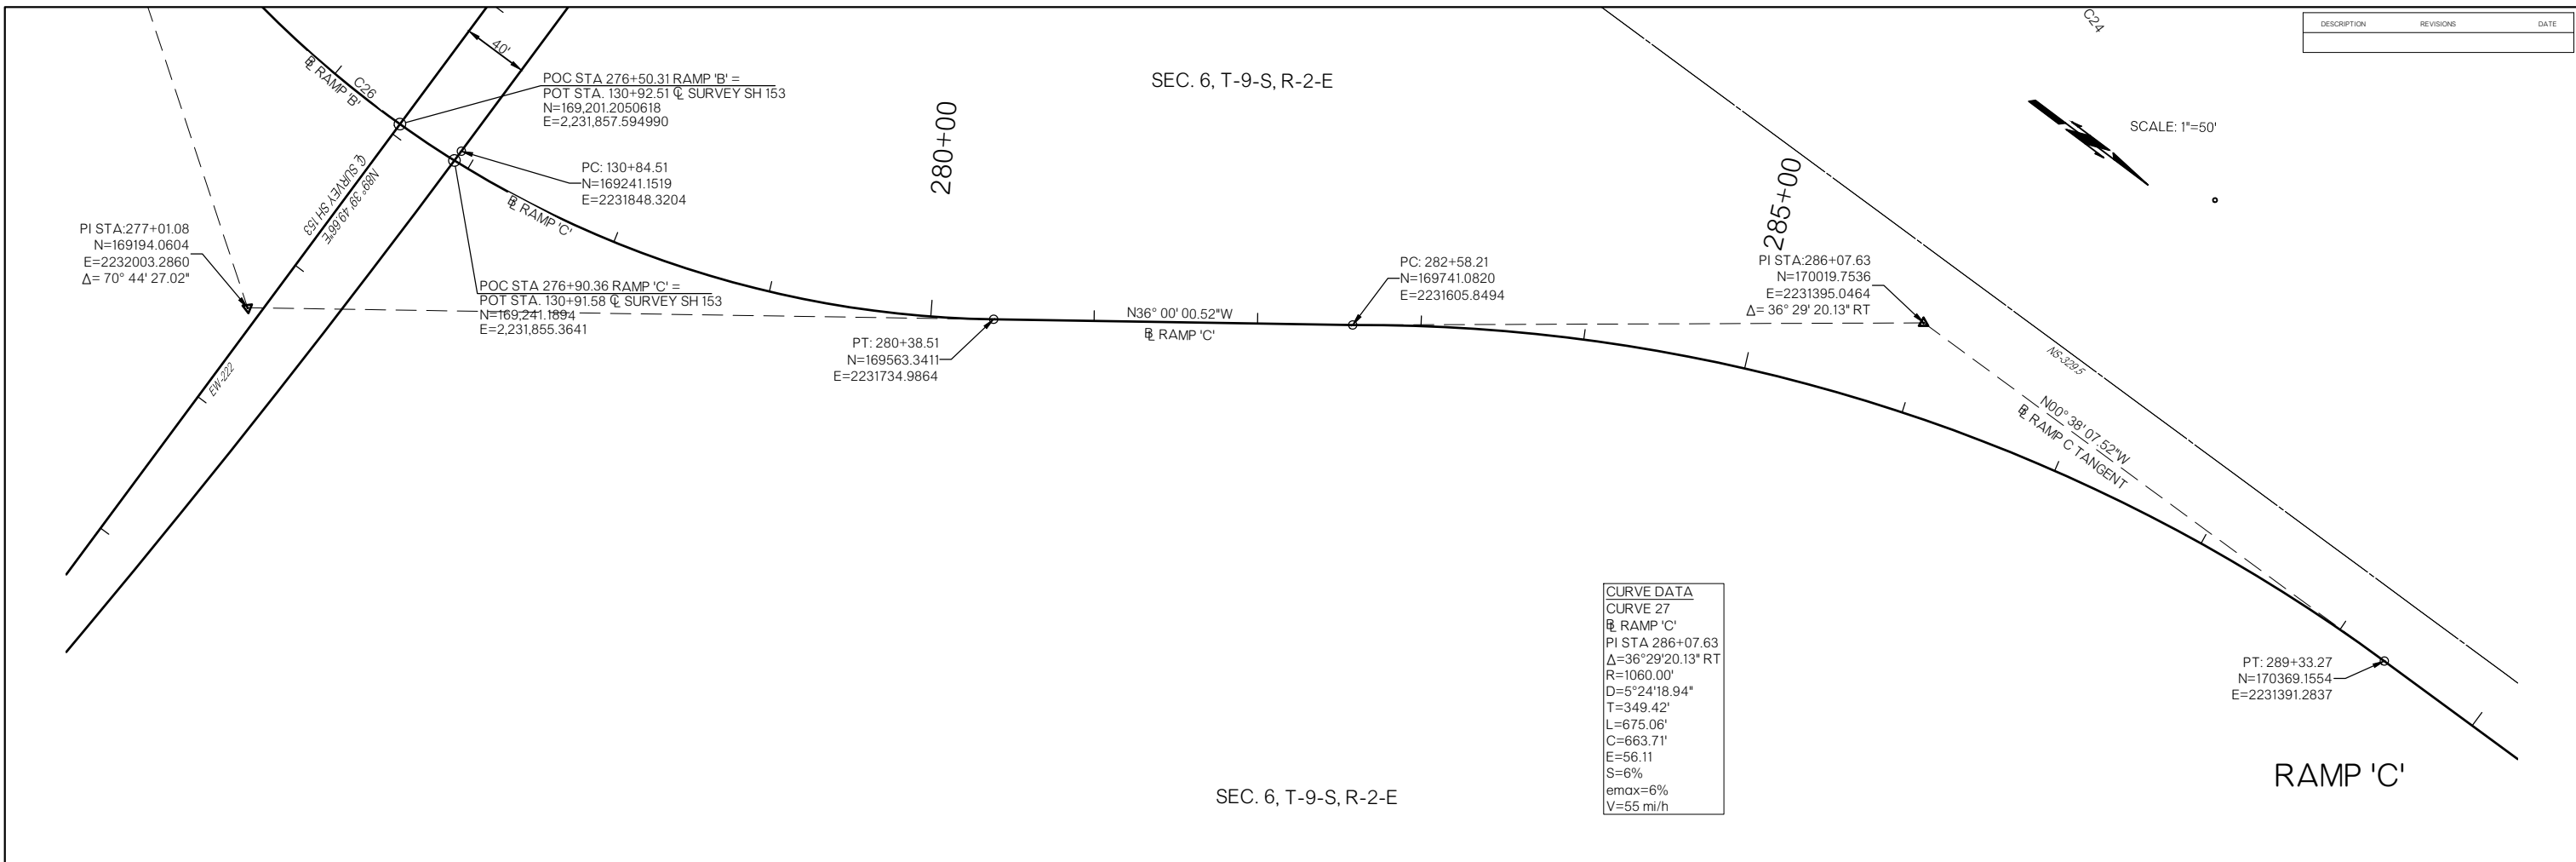 DESCRIPTION REVISIONS DATE
C24
SCALE: 1"=50'
SEC. 6, T-9-S, R-2-E
40'
C26
℄ RAMP 'B'
POC STA 276+50.31 RAMP 'B' =
POT STA. 130+92.51 ℄ SURVEY SH 153
N=169,201.2050618
E=2,231,857.594990
PC: 130+84.51
N=169241.1519
E=2231848.3204
℄ SURVEY SH 153
N89° 39' 49.66"E
℄ RAMP 'C'
280+00
285+00
PI STA:277+01.08
N=169194.0604
E=2232003.2860
Δ= 70° 44' 27.02"
POC STA 276+90.36 RAMP 'C' =
POT STA. 130+91.58 ℄ SURVEY SH 153
N=169,241.1894
E=2,231,855.3641
EW-222
PT: 280+38.51
N=169563.3411
E=2231734.9864
N36° 00' 00.52"W
℄ RAMP 'C'
PC: 282+58.21
N=169741.0820
E=2231605.8494
PI STA:286+07.63
N=170019.7536
E=2231395.0464
Δ= 36° 29' 20.13" RT
NS-329.5
N00° 38' 07.52"W
℄ RAMP C TANGENT
CURVE DATA
CURVE 27
℄ RAMP 'C'
PI STA 286+07.63
Δ=36°29'20.13" RT
R=1060.00'
D=5°24'18.94"
T=349.42'
L=675.06'
C=663.71'
E=56.11
S=6%
emax=6%
V=55 mi/h
PT: 289+33.27
N=170369.1554
E=2231391.2837
SEC. 6, T-9-S, R-2-E
RAMP 'C'